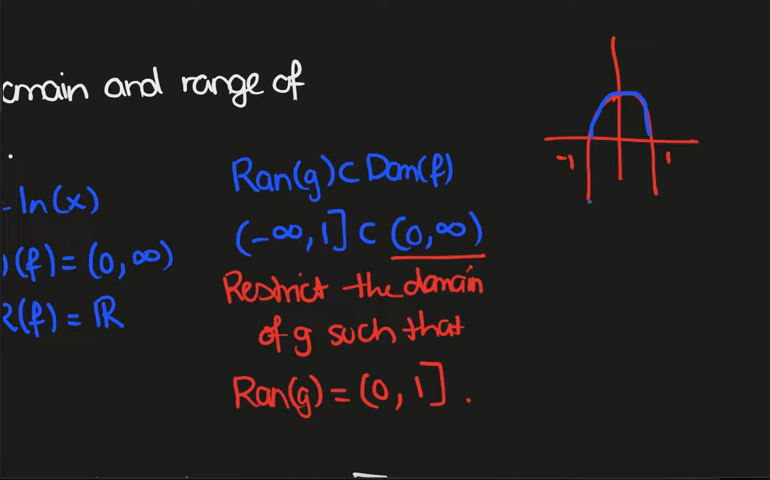 omain and range of
.
= ln(x)
)(f) = (0, ∞)
R(f) = ℝ
Ran(g) ⊂ Dom(f)
(-∞, 1] ⊂ (0, ∞)
Restrict the domain
of g such that
Ran(g) = (0, 1] .
-1 1